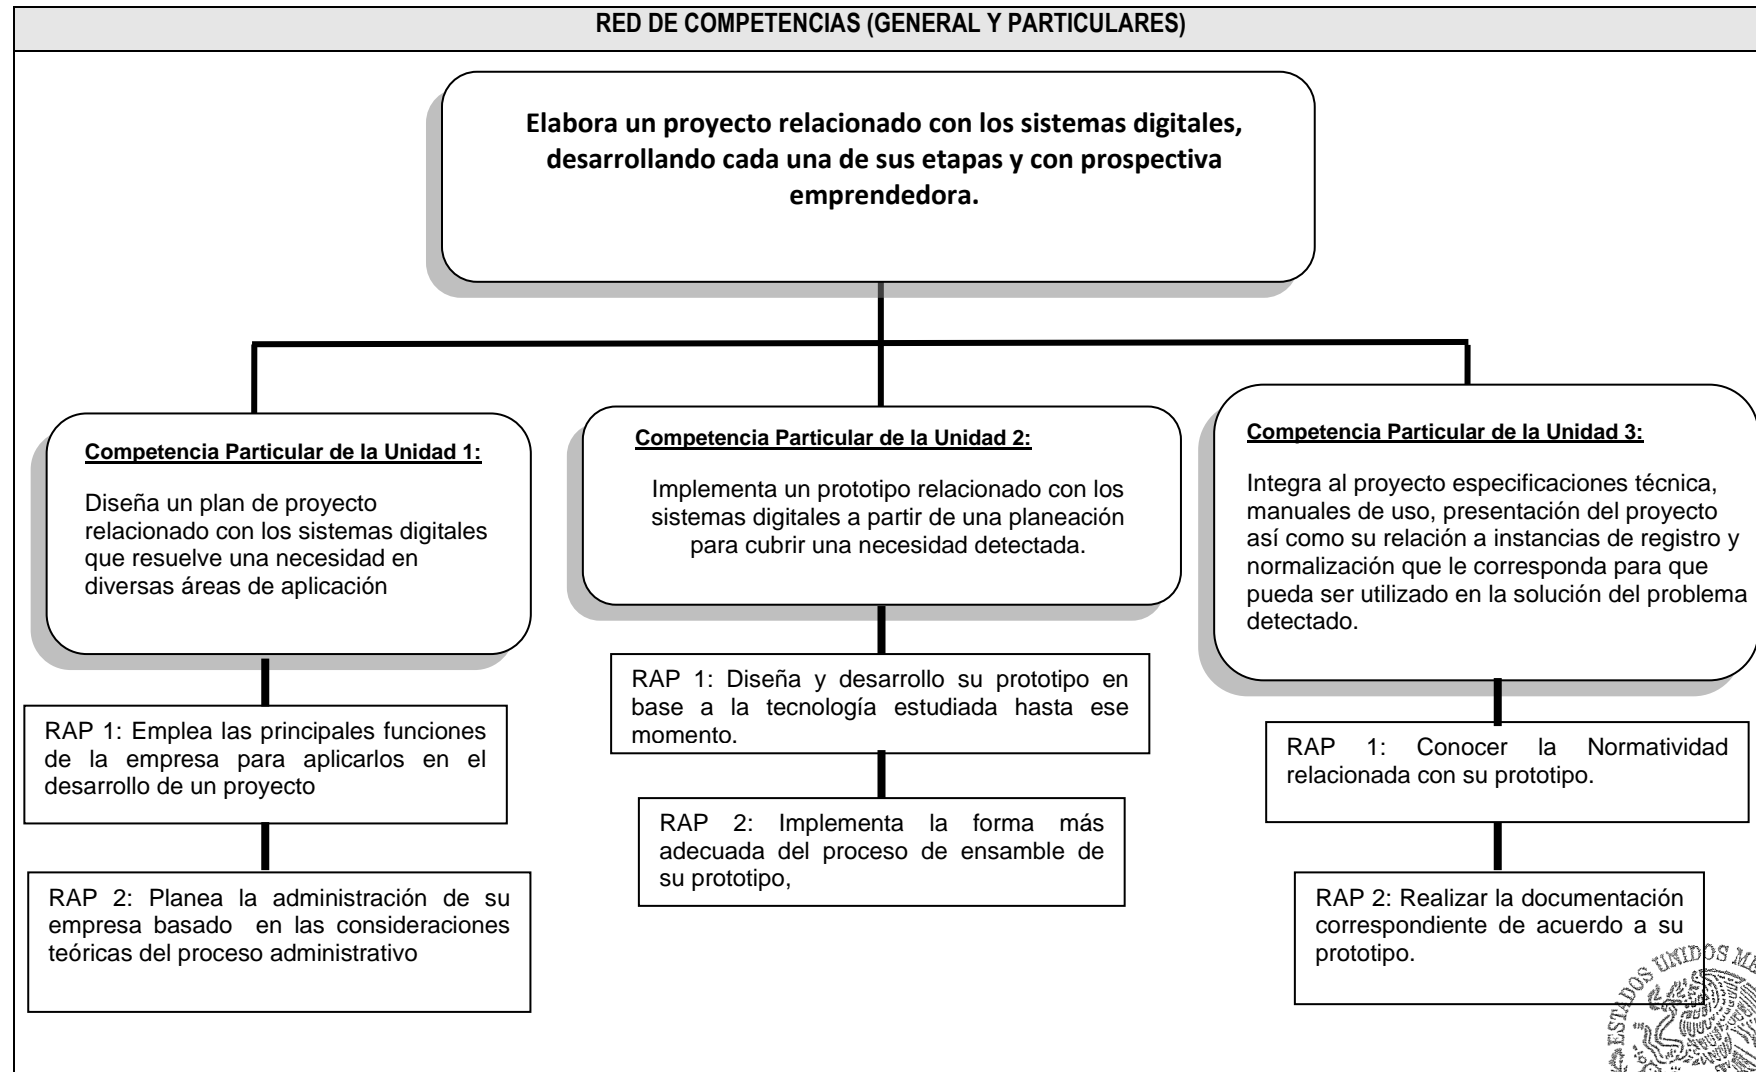 RED DE COMPETENCIAS (GENERAL Y PARTICULARES)
Elabora un proyecto relacionado con los sistemas digitales,
desarrollando cada una de sus etapas y con prospectiva
emprendedora.
Competencia Particular de la Unidad 1:
Diseña un plan de proyecto
relacionado con los sistemas digitales
que resuelve una necesidad en
diversas áreas de aplicación
RAP 1: Emplea las principales funciones
de la empresa para aplicarlos en el
desarrollo de un proyecto
RAP 2: Planea la administración de su
empresa basado en las consideraciones
teóricas del proceso administrativo
Competencia Particular de la Unidad 2:
Implementa un prototipo relacionado con los
sistemas digitales a partir de una planeación
para cubrir una necesidad detectada.
RAP 1: Diseña y desarrollo su prototipo en
base a la tecnología estudiada hasta ese
momento.
RAP 2: Implementa la forma más
adecuada del proceso de ensamble de
su prototipo,
Competencia Particular de la Unidad 3:
Integra al proyecto especificaciones técnica,
manuales de uso, presentación del proyecto
así como su relación a instancias de registro y
normalización que le corresponda para que
pueda ser utilizado en la solución del problema
detectado.
RAP 1: Conocer la Normatividad
relacionada con su prototipo.
RAP 2: Realizar la documentación
correspondiente de acuerdo a su
prototipo.
ESTADOS UNIDOS